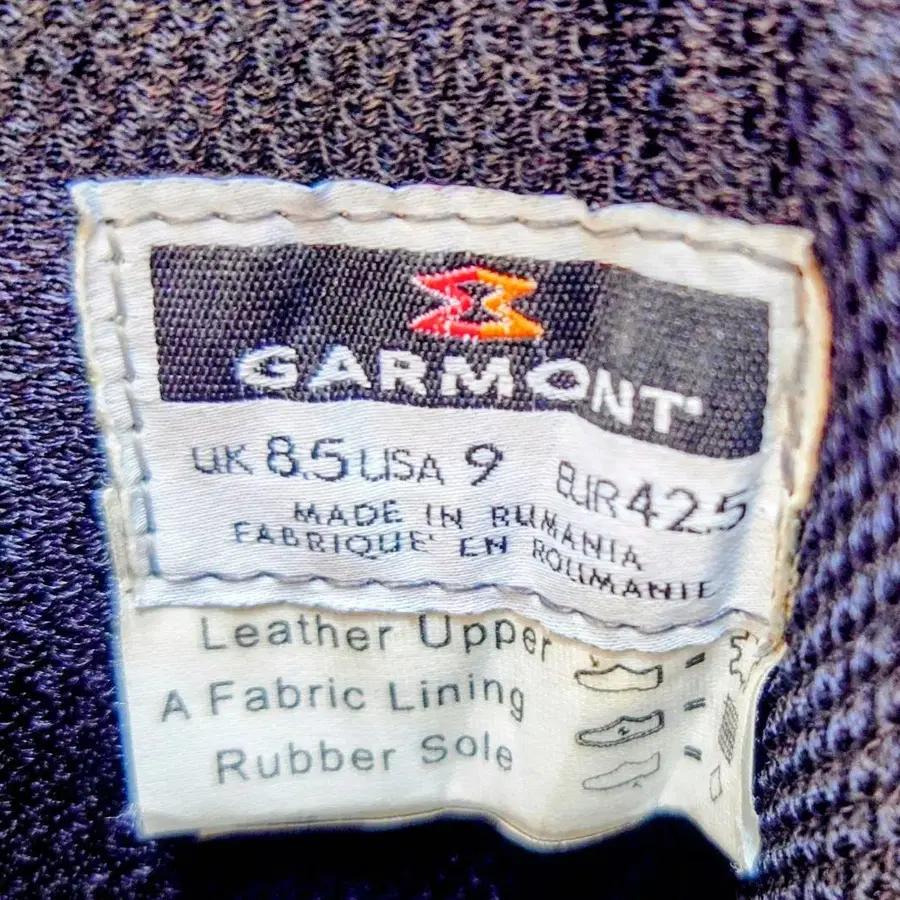 GARMONT
UK 8.5 USA 9 EUR 42.5
MADE IN RUMANIA
FABRIQUE' EN ROUMANIE
Leather Upper
A Fabric Lining
Rubber Sole